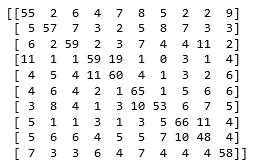 [[55 2 6 4 7 8 5 2 2 9]
[ 5 57 7 3 2 5 8 7 3 3]
[ 6 2 59 2 3 7 4 4 11 2]
[11 1 1 59 19 1 0 3 1 4]
[ 4 5 4 11 60 4 1 3 2 6]
[ 4 6 4 2 1 65 1 5 6 6]
[ 3 8 4 1 3 10 53 6 7 5]
[ 5 1 1 3 1 3 5 66 11 4]
[ 5 6 6 4 5 5 7 10 48 4]
[ 7 3 3 6 4 7 4 4 4 58]]